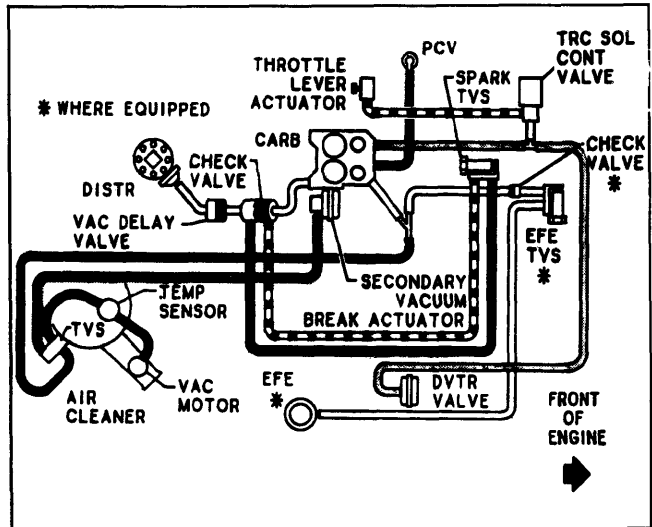 PCV
TRC SOL
CONT
VALVE
THROTTLE
LEVER
ACTUATOR
SPARK
TVS
* WHERE EQUIPPED
CARB
CHECK
VALVE
*
CHECK
VALVE
DISTR
VAC DELAY
VALVE
EFE
TVS
*
SECONDARY
VACUUM
BREAK ACTUATOR
TEMP
SENSOR
TVS
VAC
MOTOR
AIR
CLEANER
EFE
*
DVTR
VALVE
FRONT
OF
ENGINE